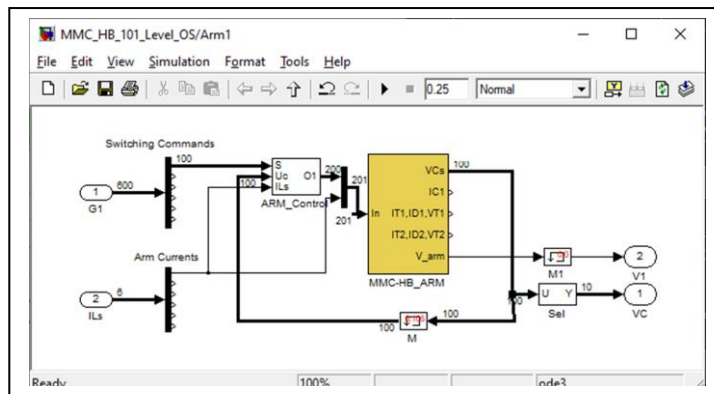 MMC_HB_101_Level_OS/Arm1
File Edit View Simulation Format Tools Help
0.25 Normal
Switching Commands
100
1
600
G1
S
Uc
ILs
O1
100
ARM_Control
200
201
201
In
VCs
IC1
IT1,ID1,VT1
IT2,ID2,VT2
V_arm
MMC-HB_ARM
100
Arm Currents
2
6
ILs
M1
2
V1
U Y
Sel
10
1
VC
100
M
100
Ready 100% ode3